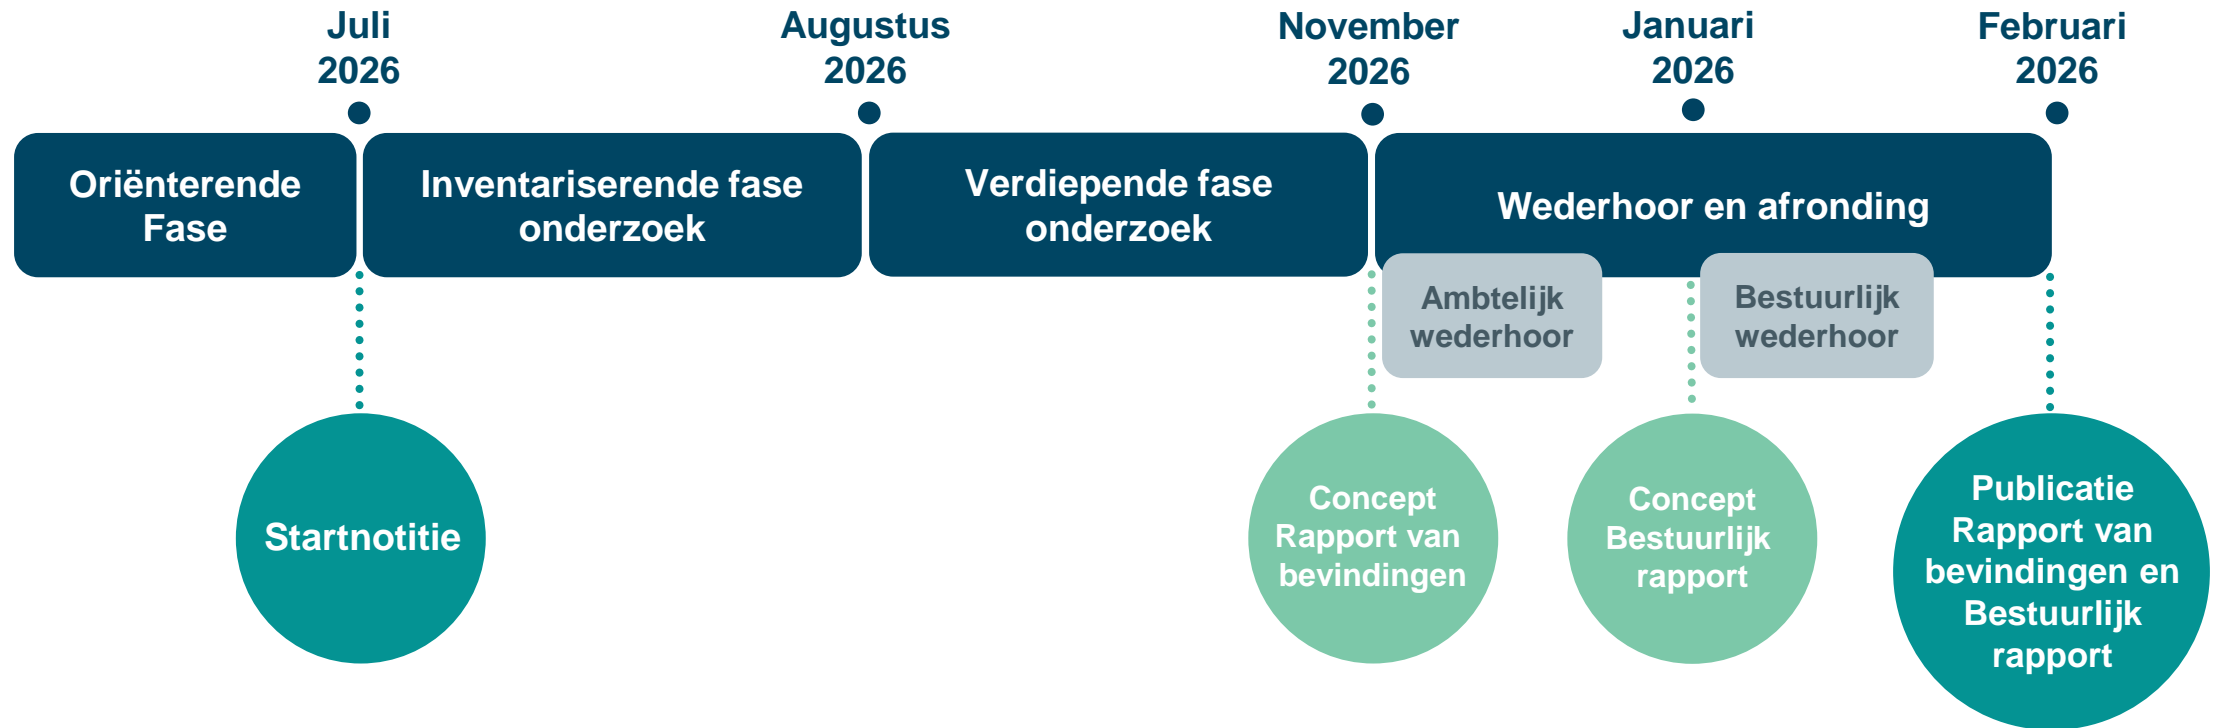 Juli
2026
Augustus
2026
November
2026
Januari
2026
Februari
2026
Oriënterende
Fase
Inventariserende fase
onderzoek
Verdiepende fase
onderzoek
Wederhoor en afronding
Ambtelijk
wederhoor
Bestuurlijk
wederhoor
Startnotitie
Concept
Rapport van
bevindingen
Concept
Bestuurlijk
rapport
Publicatie
Rapport van
bevindingen en
Bestuurlijk
rapport